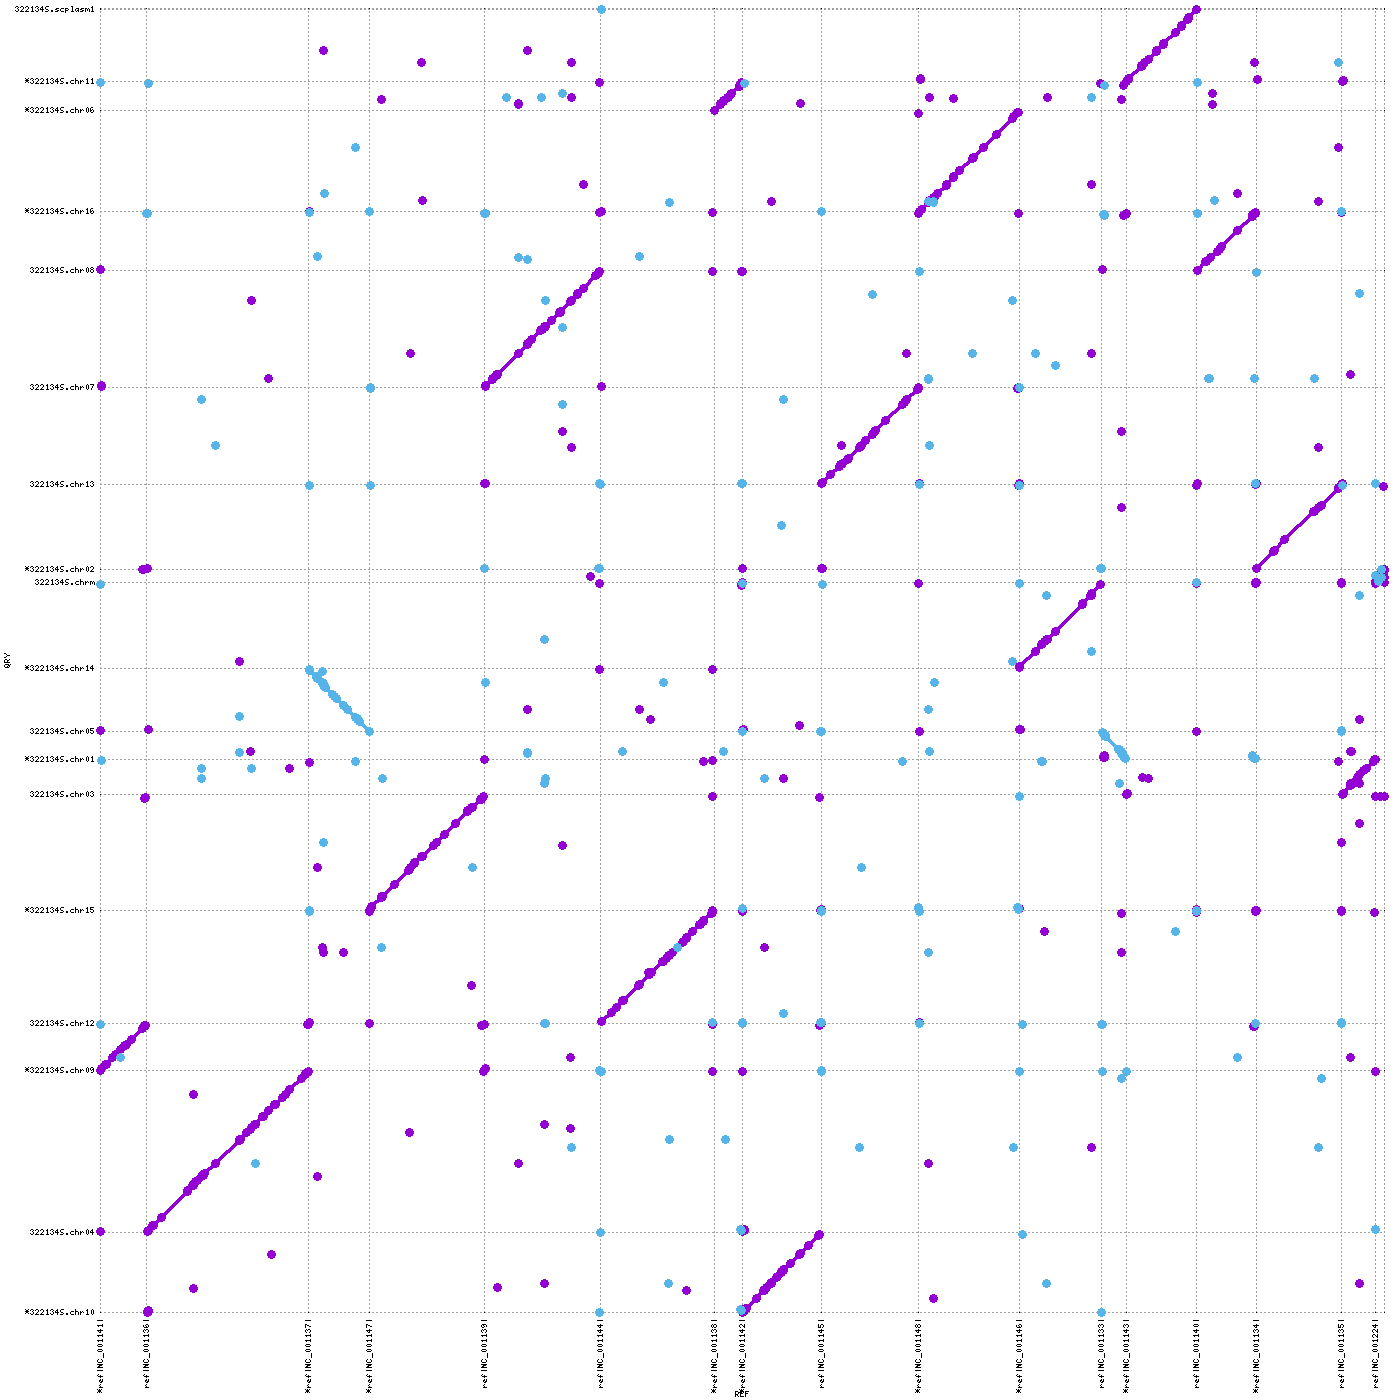 322134S.scplasm1
*322134S.chr11
*322134S.chr06
*322134S.chr16
322134S.chr08
322134S.chr07
322134S.chr13
*322134S.chr02
322134S.chrm
*322134S.chr14
322134S.chr05
*322134S.chr01
*322134S.chr03
*322134S.chr15
*322134S.chr12
*322134S.chr09
322134S.chr04
*322134S.chr10
QRY
*ref|NC_001141|
ref|NC_001136|
*ref|NC_001137|
*ref|NC_001147|
ref|NC_001139|
ref|NC_001144|
*ref|NC_001138|
*ref|NC_001142|
ref|NC_001145|
*ref|NC_001148|
*ref|NC_001146|
ref|NC_001133|
*ref|NC_001143|
ref|NC_001140|
*ref|NC_001134|
ref|NC_001135|
ref|NC_001224|
REF